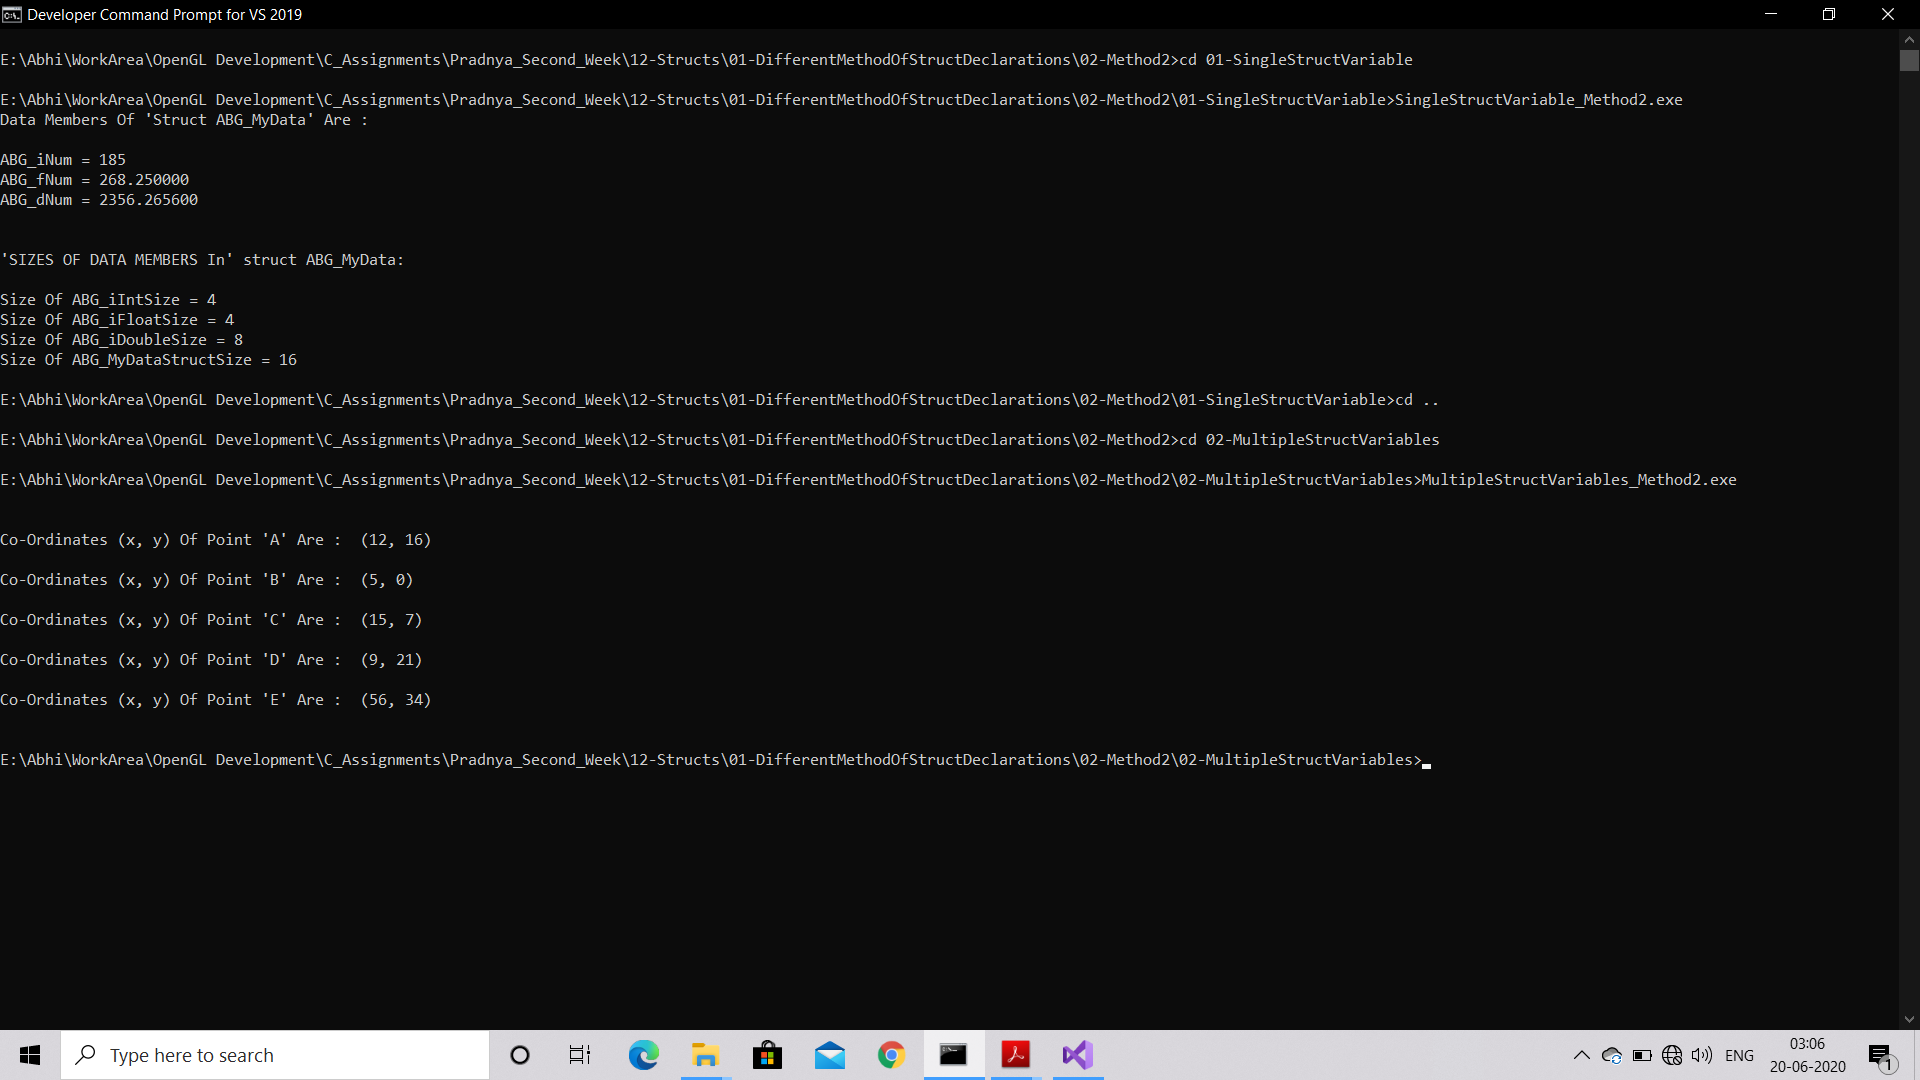 Developer Command Prompt for VS 2019
E:\Abhi\WorkArea\OpenGL Development\C_Assignments\Pradnya_Second_Week\12-Structs\01-DifferentMethodOfStructDeclarations\02-Method2>cd 01-SingleStructVariable
E:\Abhi\WorkArea\OpenGL Development\C_Assignments\Pradnya_Second_Week\12-Structs\01-DifferentMethodOfStructDeclarations\02-Method2\01-SingleStructVariable>SingleStructVariable_Method2.exe
Data Members Of 'Struct ABG_MyData' Are :
ABG_iNum = 185
ABG_fNum = 268.250000
ABG_dNum = 2356.265600
'SIZES OF DATA MEMBERS In' struct ABG_MyData:
Size Of ABG_iIntSize = 4
Size Of ABG_iFloatSize = 4
Size Of ABG_iDoubleSize = 8
Size Of ABG_MyDataStructSize = 16
E:\Abhi\WorkArea\OpenGL Development\C_Assignments\Pradnya_Second_Week\12-Structs\01-DifferentMethodOfStructDeclarations\02-Method2\01-SingleStructVariable>cd ..
E:\Abhi\WorkArea\OpenGL Development\C_Assignments\Pradnya_Second_Week\12-Structs\01-DifferentMethodOfStructDeclarations\02-Method2>cd 02-MultipleStructVariables
E:\Abhi\WorkArea\OpenGL Development\C_Assignments\Pradnya_Second_Week\12-Structs\01-DifferentMethodOfStructDeclarations\02-Method2\02-MultipleStructVariables>MultipleStructVariables_Method2.exe
Co-Ordinates (x, y) Of Point 'A' Are :  (12, 16)
Co-Ordinates (x, y) Of Point 'B' Are :  (5, 0)
Co-Ordinates (x, y) Of Point 'C' Are :  (15, 7)
Co-Ordinates (x, y) Of Point 'D' Are :  (9, 21)
Co-Ordinates (x, y) Of Point 'E' Are :  (56, 34)
E:\Abhi\WorkArea\OpenGL Development\C_Assignments\Pradnya_Second_Week\12-Structs\01-DifferentMethodOfStructDeclarations\02-Method2\02-MultipleStructVariables>
Type here to search
ENG
03:06
20-06-2020
1